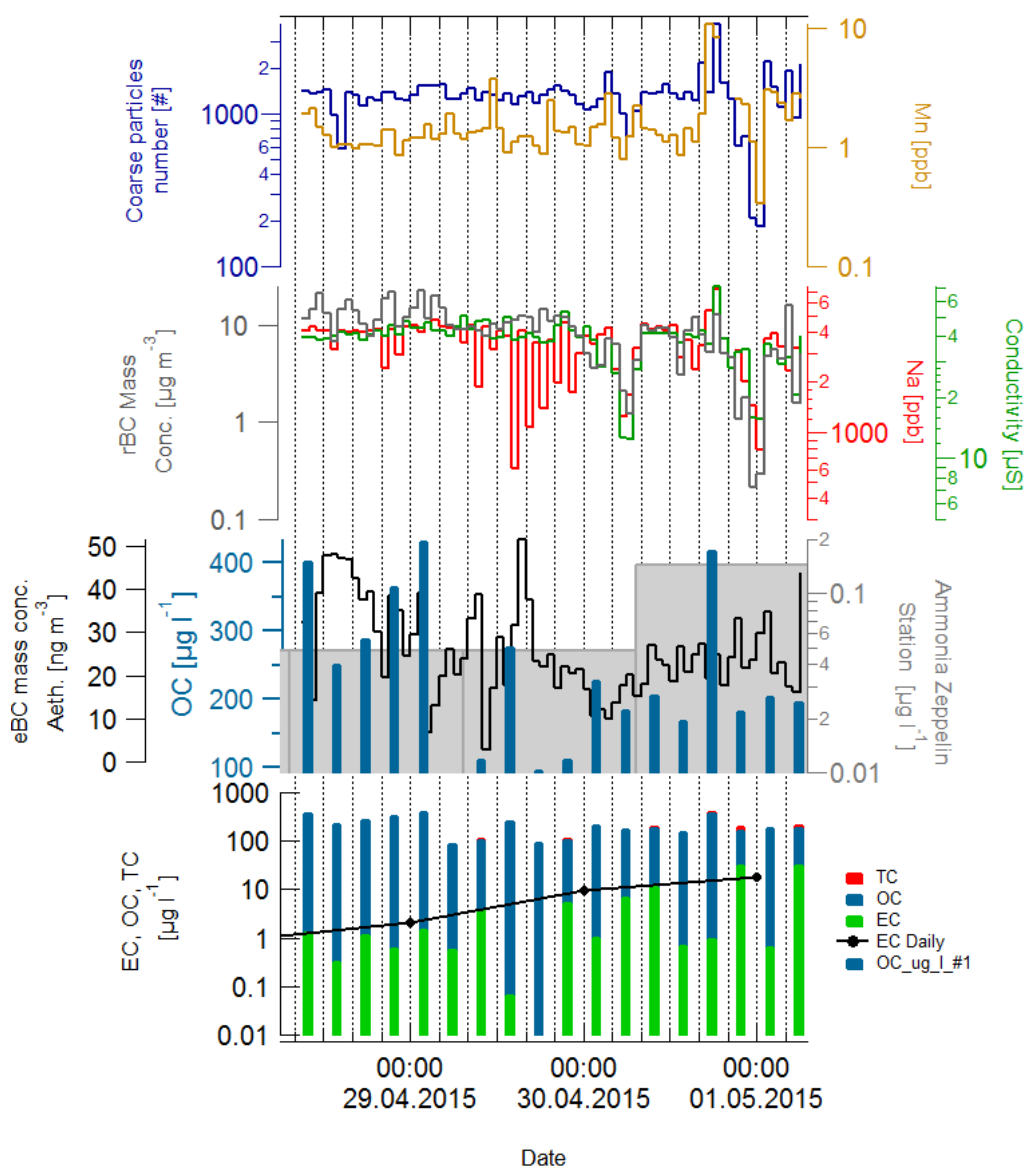 Coarse particles
number [#]
2
1000
6
4
2
100
10
1
0.1
Mn [ppb]
rBC Mass
Conc. [µg m⁻³]
10
1
0.1
6
4
2
1000
6
4
Na [ppb]
6
4
2
10
8
6
Conductivity [µS]
eBC mass conc.
Aeth. [ng m⁻³]
50
40
30
20
10
0
OC [µg l⁻¹]
400
300
200
100
2
0.1
6
4
2
0.01
Ammonia Zeppelin
Station [µg l⁻¹]
EC, OC, TC
[µg l⁻¹]
1000
100
10
1
0.1
0.01
TC
OC
EC
EC Daily
OC_ug_l_#1
00:00 00:00 00:00
29.04.2015 30.04.2015 01.05.2015
Date